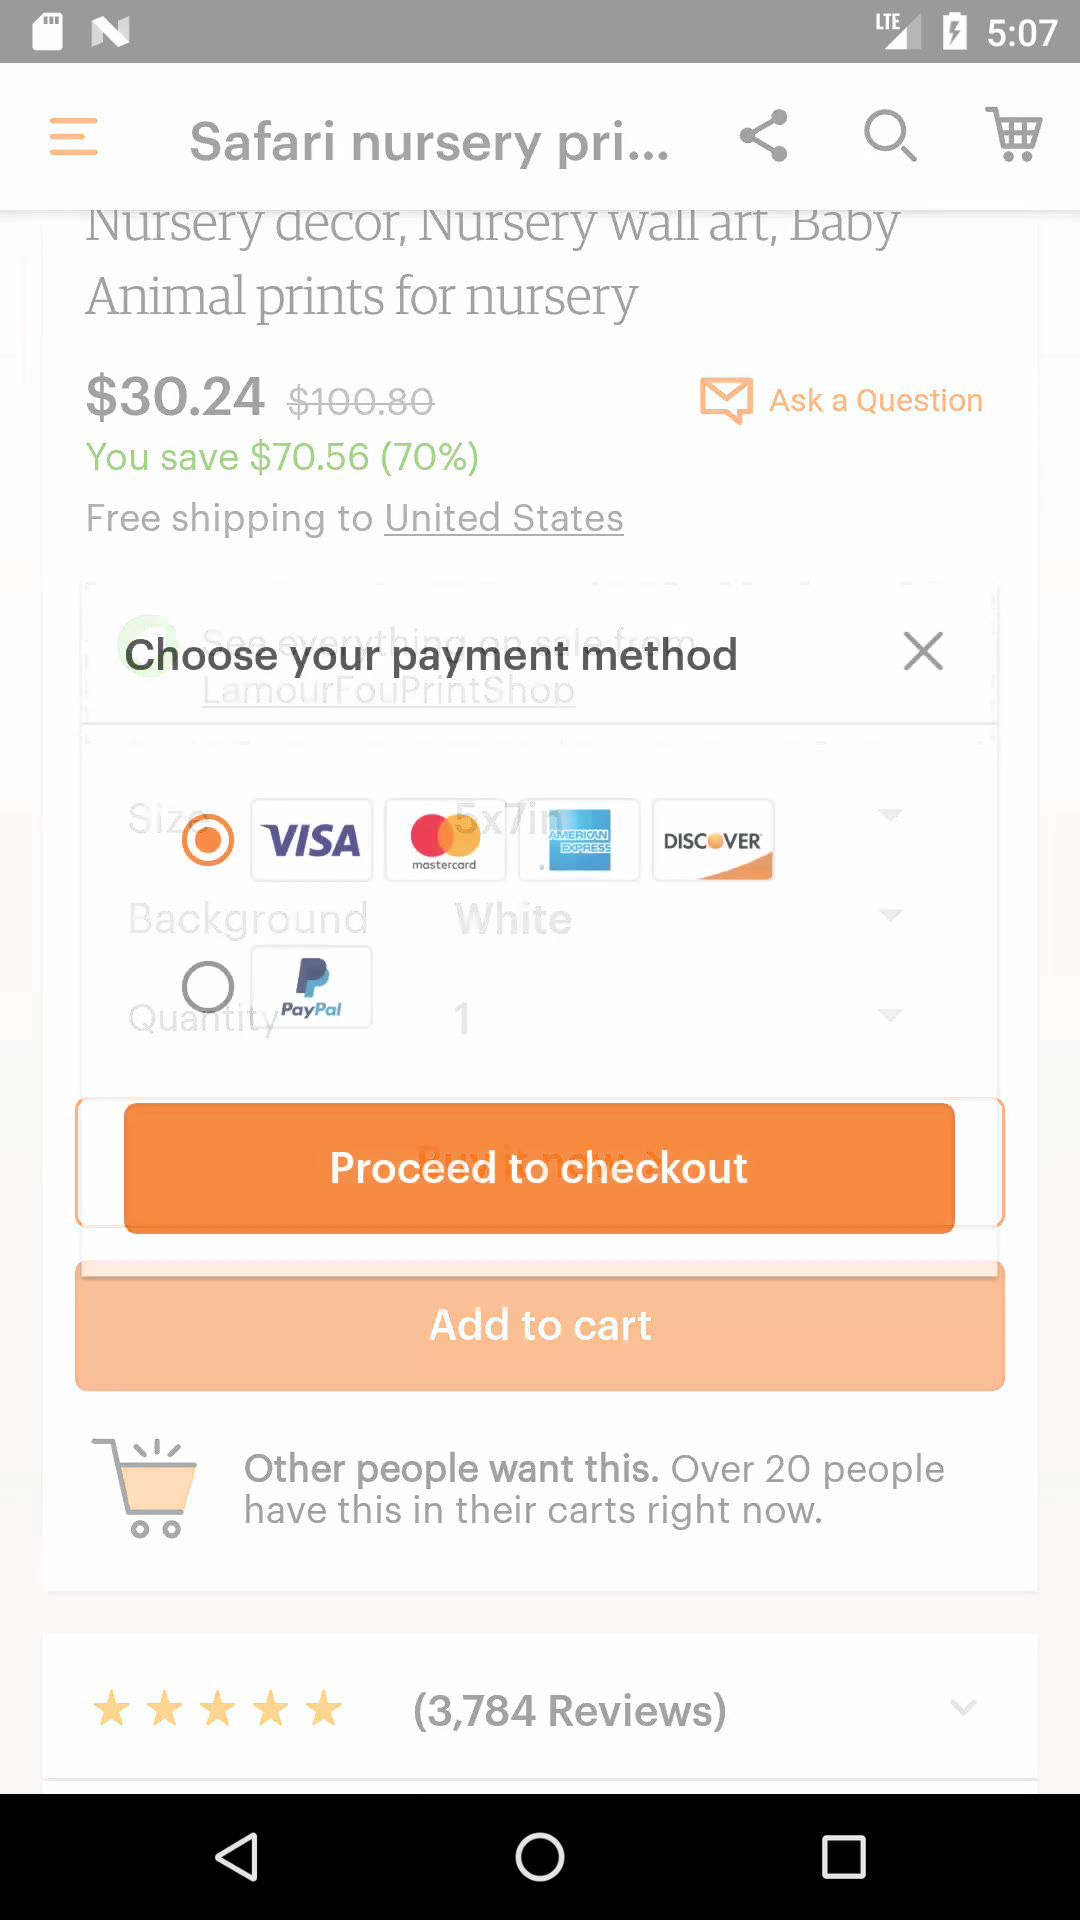 LTE 5:07
Safari nursery pri...
Nursery decor, Nursery wall art, Baby
Animal prints for nursery
$30.24 $100.80
Ask a Question
You save $70.56 (70%)
Free shipping to United States
See everything on sale from
LamourFouPrintShop
Choose your payment method
Size 5x7in
VISA mastercard AMERICAN EXPRESS DISCOVER
Background White
PayPal
Quantity 1
Buy it now
Proceed to checkout
Add to cart
Other people want this. Over 20 people
have this in their carts right now.
(3,784 Reviews)